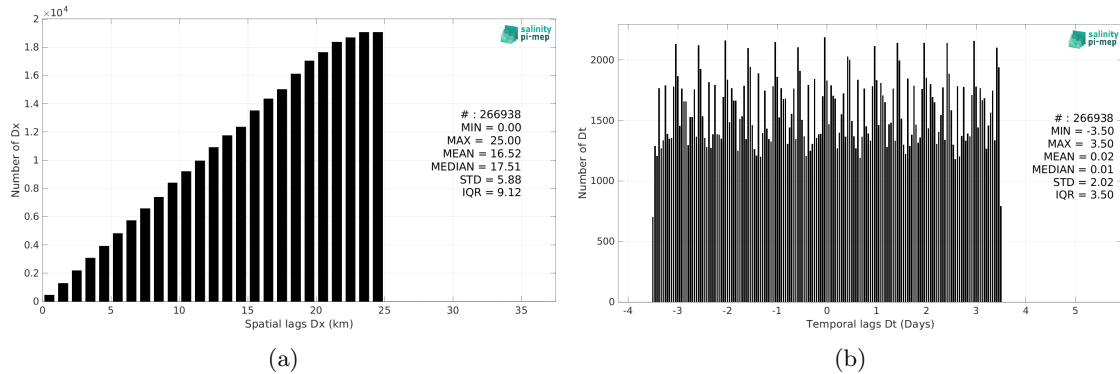 ×10⁴
2
1.8
1.6
1.4
1.2
1
0.8
0.6
0.4
0.2
0
Number of Dx
0 5 10 15 20 25 30 35
Spatial lags Dx (km)
salinity
pi-mep
# : 266938
MIN = 0.00
MAX = 25.00
MEAN = 16.52
MEDIAN = 17.51
STD = 5.88
IQR = 9.12
(a)
2000
1500
1000
500
0
Number of Dt
-4 -3 -2 -1 0 1 2 3 4 5
Temporal lags Dt (Days)
salinity
pi-mep
# : 266938
MIN = -3.50
MAX = 3.50
MEAN = 0.02
MEDIAN = 0.01
STD = 2.02
IQR = 3.50
(b)